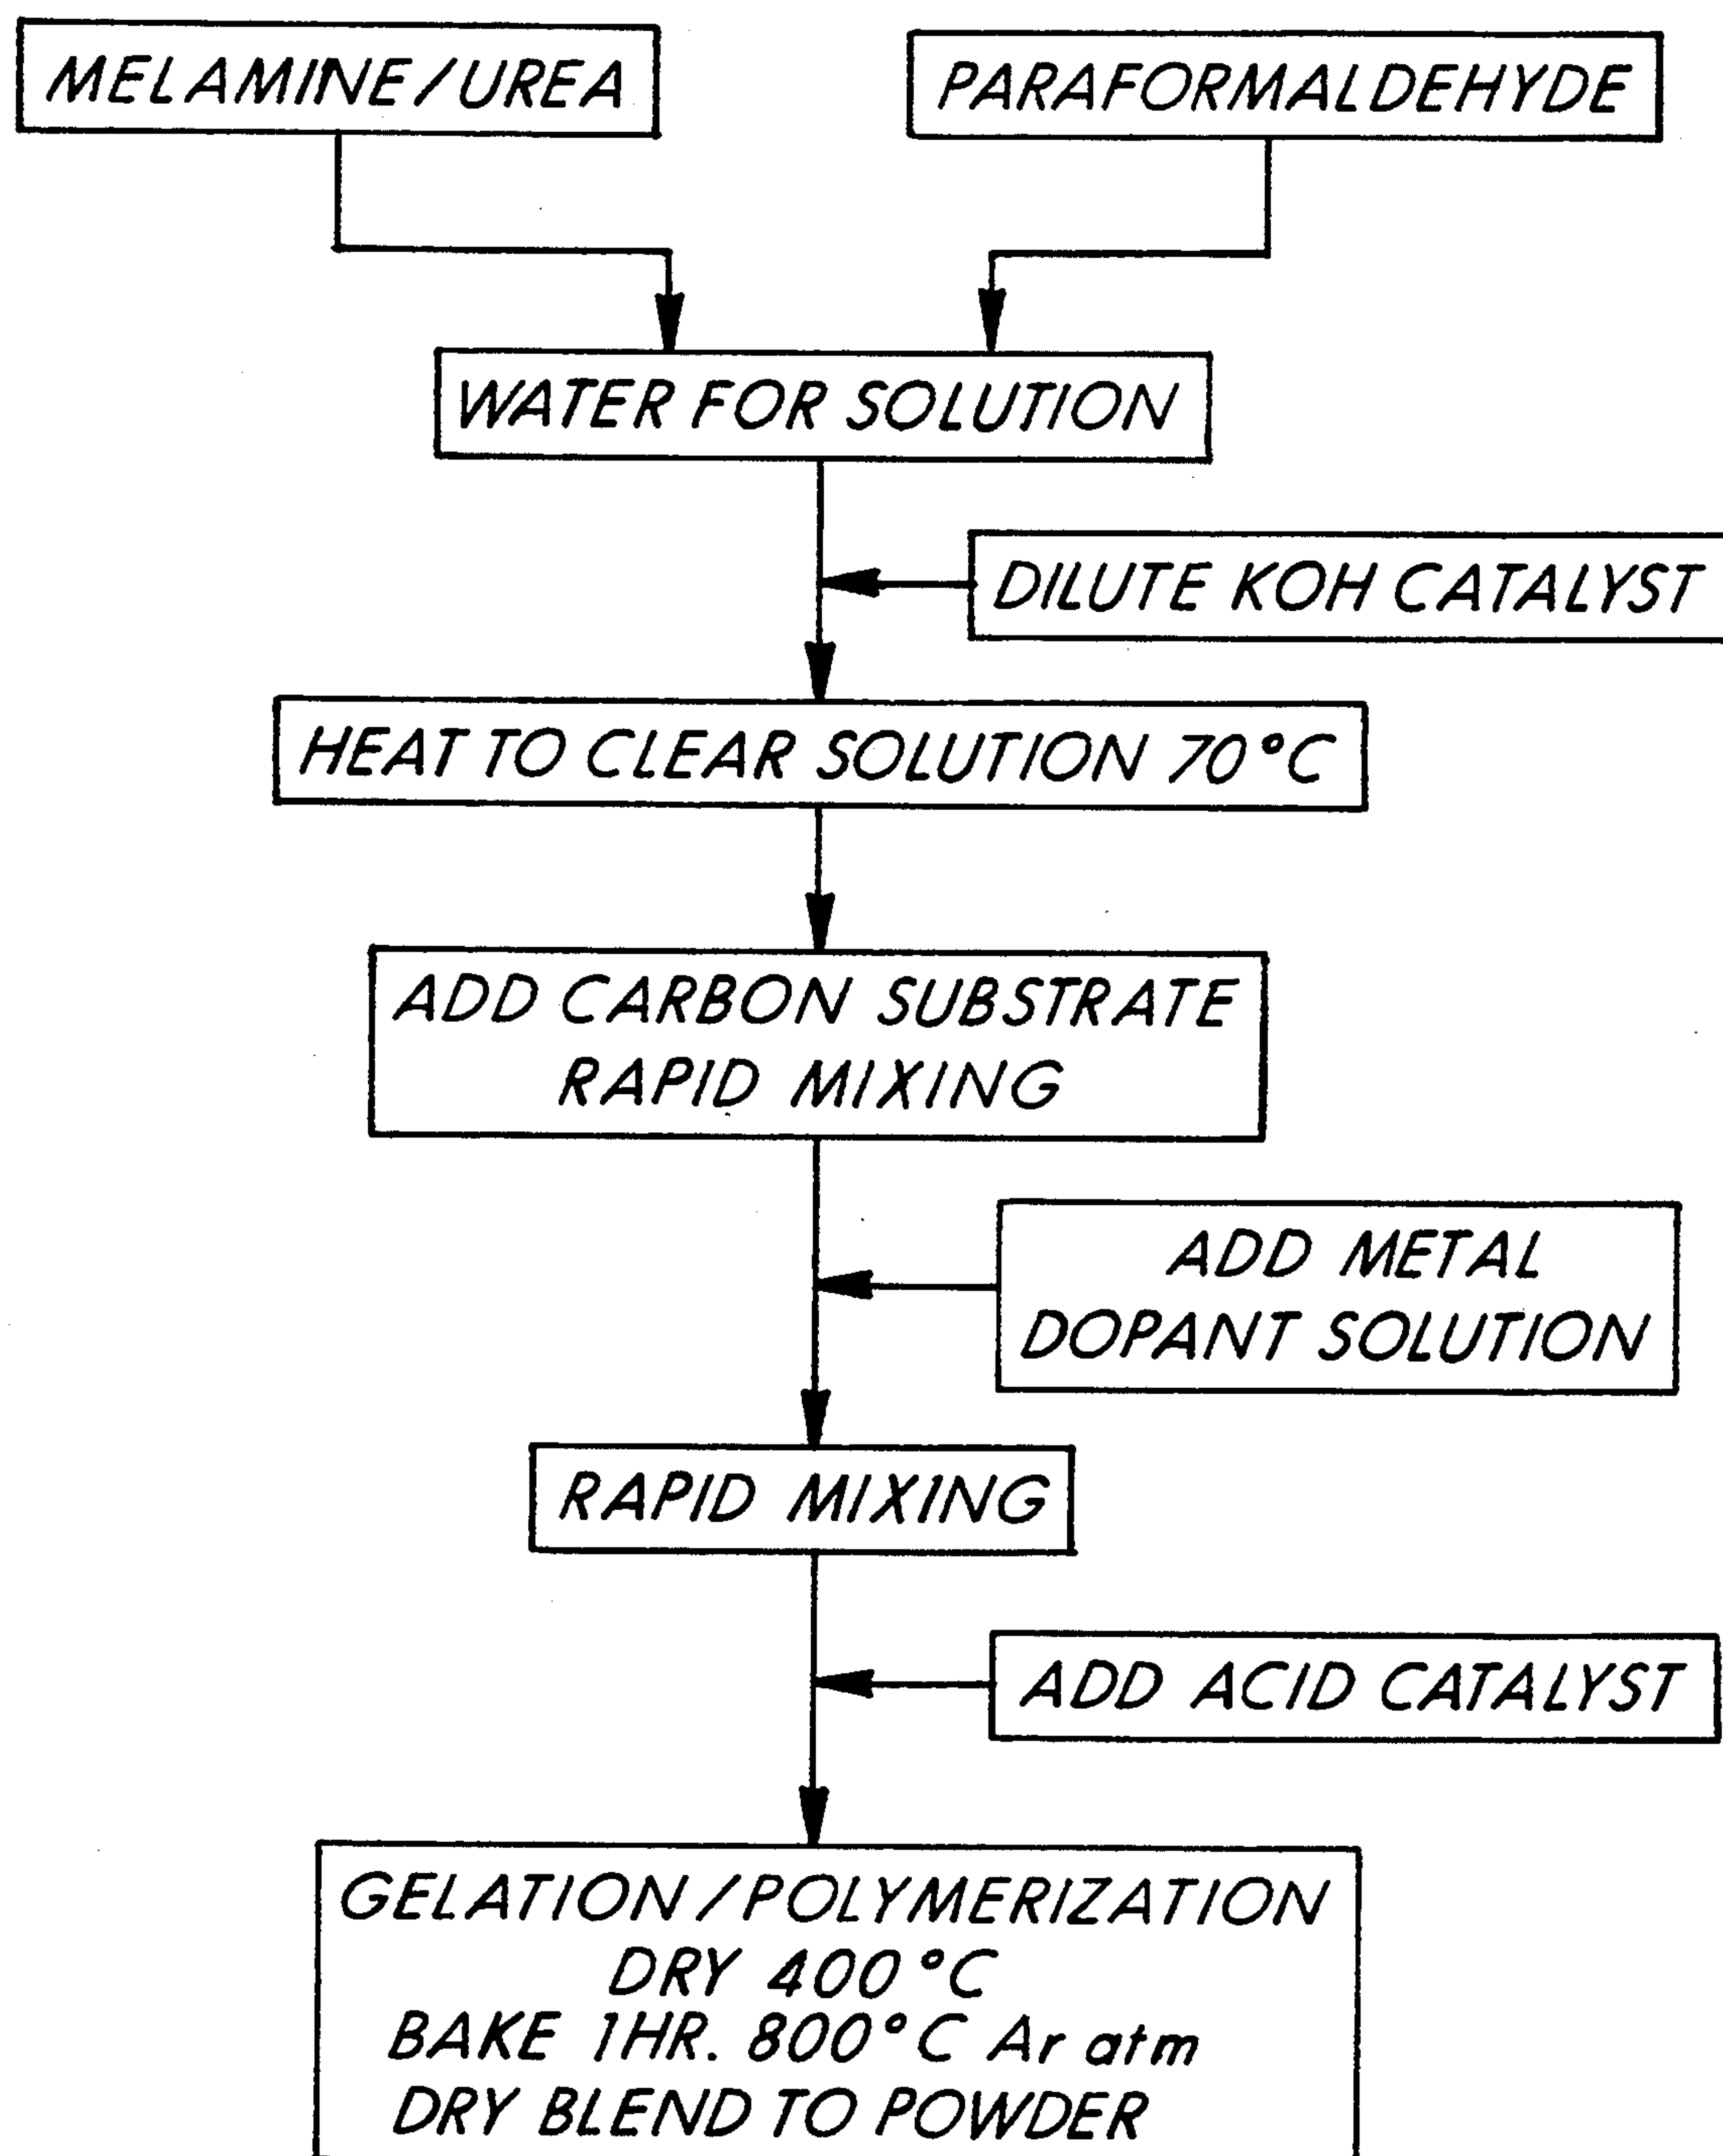 MELAMINE/UREA
PARAFORMALDEHYDE
WATER FOR SOLUTION
DILUTE KOH CATALYST
HEAT TO CLEAR SOLUTION 70°C
ADD CARBON SUBSTRATE
RAPID MIXING
ADD METAL
DOPANT SOLUTION
RAPID MIXING
ADD ACID CATALYST
GELATION/POLYMERIZATION
DRY 400°C
BAKE 1HR. 800°C Ar atm
DRY BLEND TO POWDER